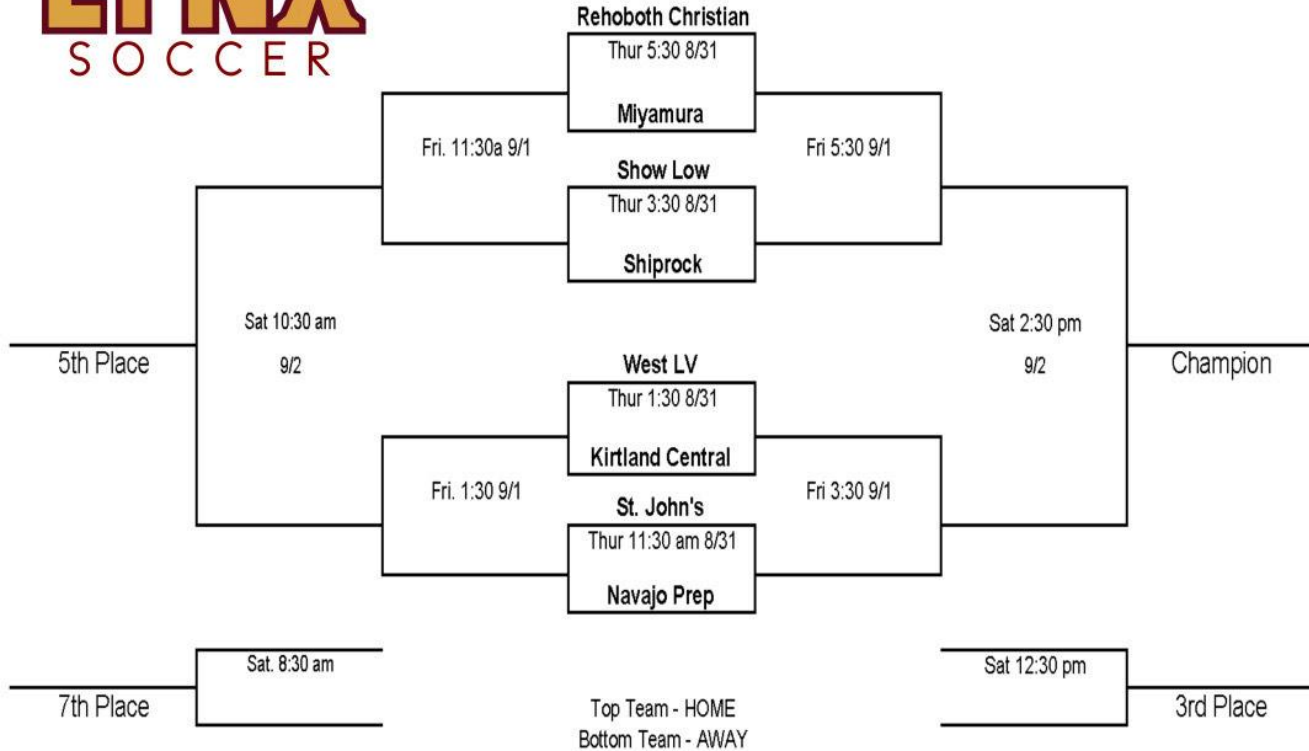 LYNX
SOCCER
Rehoboth Christian
Thur 5:30 8/31
Miyamura
Fri. 11:30a 9/1
Fri 5:30 9/1
Show Low
Thur 3:30 8/31
Shiprock
Sat 10:30 am
9/2
Sat 2:30 pm
9/2
5th Place
Champion
West LV
Thur 1:30 8/31
Kirtland Central
Fri. 1:30 9/1
Fri 3:30 9/1
St. John's
Thur 11:30 am 8/31
Navajo Prep
Sat. 8:30 am
Sat 12:30 pm
7th Place
3rd Place
Top Team - HOME
Bottom Team - AWAY